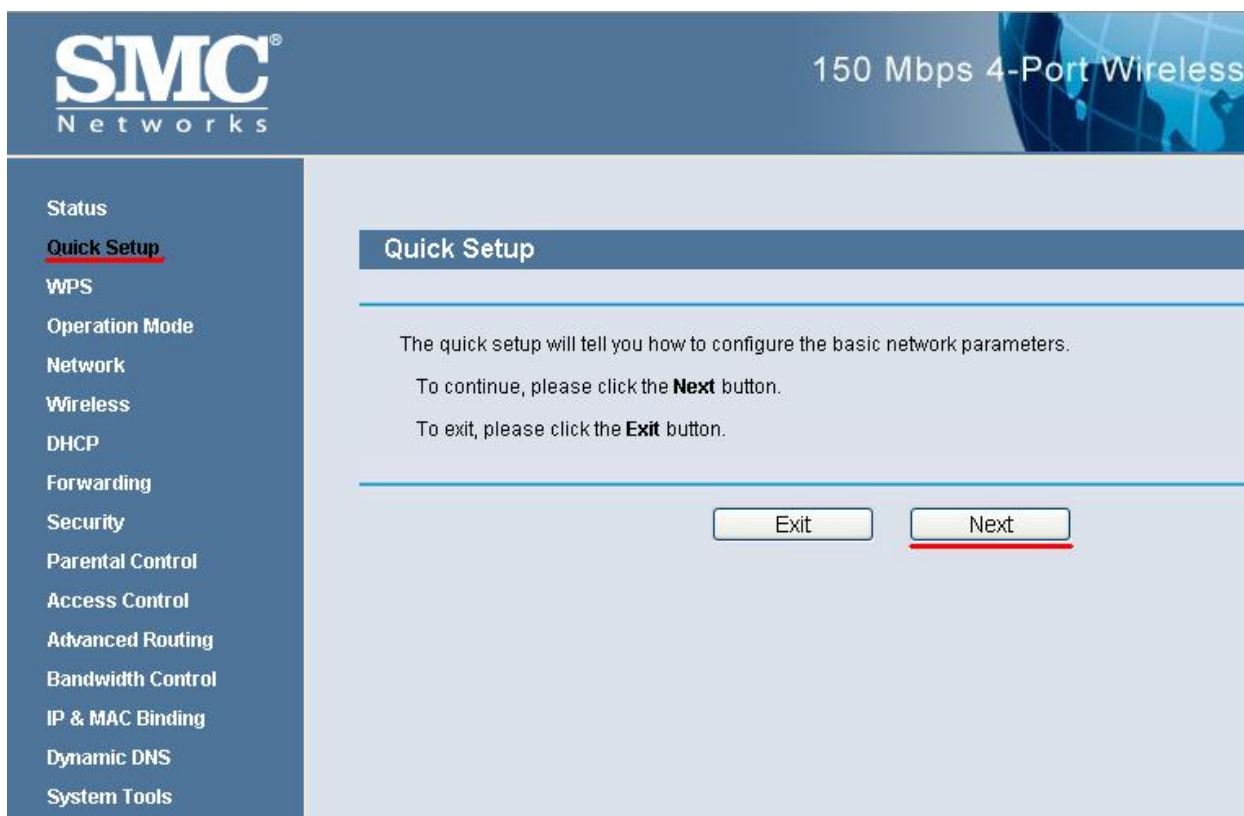 SMC®
Networks
150 Mbps 4-Port Wireless
Status
Quick Setup
WPS
Operation Mode
Network
Wireless
DHCP
Forwarding
Security
Parental Control
Access Control
Advanced Routing
Bandwidth Control
IP & MAC Binding
Dynamic DNS
System Tools
Quick Setup
The quick setup will tell you how to configure the basic network parameters.
To continue, please click the Next button.
To exit, please click the Exit button.
Exit Next